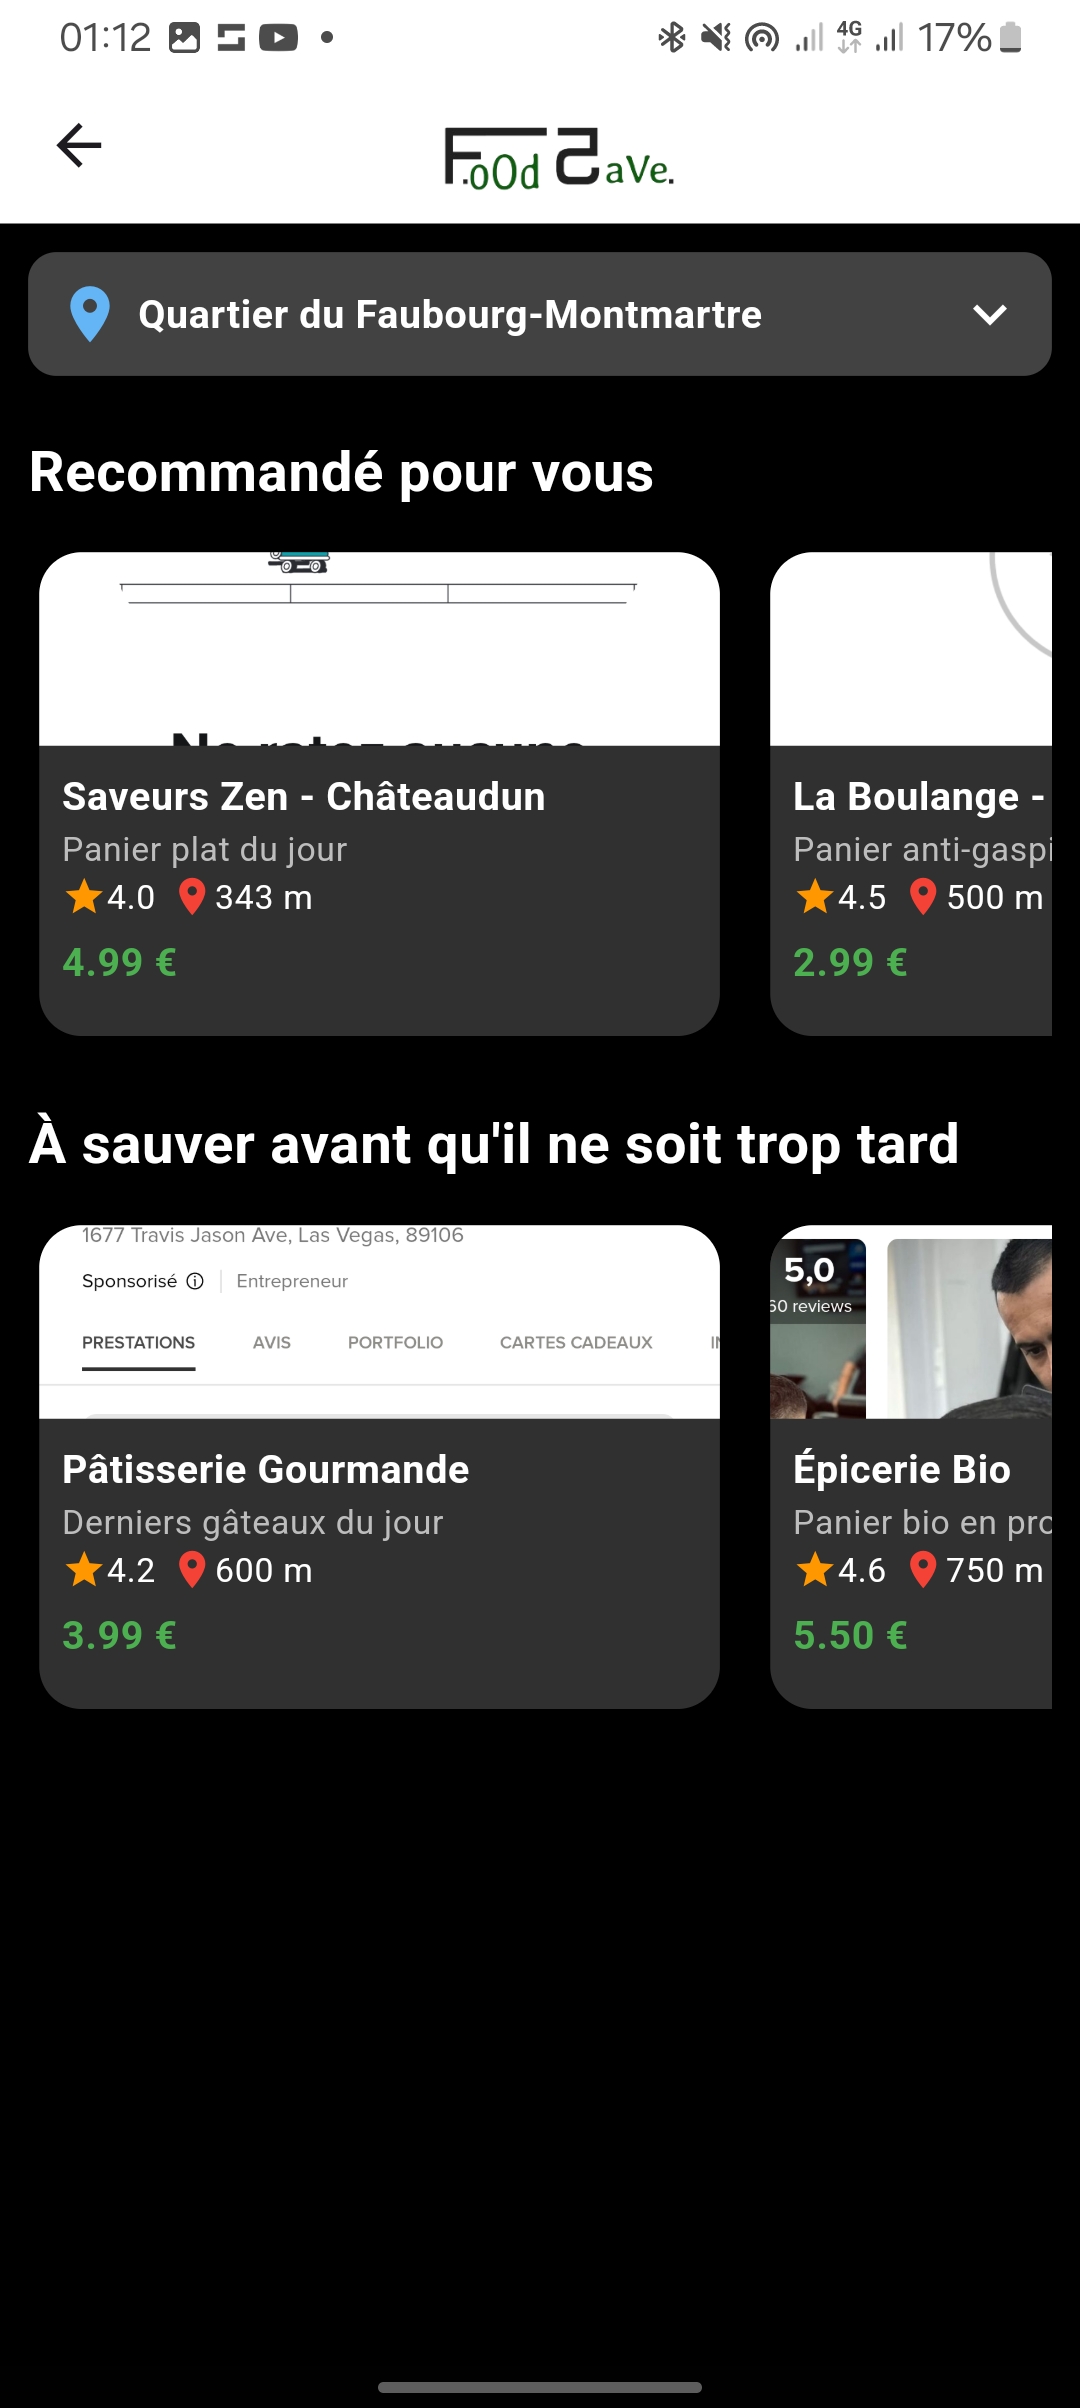 01:12 4G 17%
FoOd SaVe.
Quartier du Faubourg-Montmartre
Recommandé pour vous
Ne ratez aucune
Saveurs Zen - Châteaudun
Panier plat du jour
4.0 343 m
4.99 €
La Boulange -
Panier anti-gaspi
4.5 500 m
2.99 €
À sauver avant qu'il ne soit trop tard
1677 Travis Jason Ave, Las Vegas, 89106
Sponsorisé Entrepreneur
PRESTATIONS AVIS PORTFOLIO CARTES CADEAUX
Pâtisserie Gourmande
Derniers gâteaux du jour
4.2 600 m
3.99 €
5,0
60 reviews
Épicerie Bio
Panier bio en pro
4.6 750 m
5.50 €